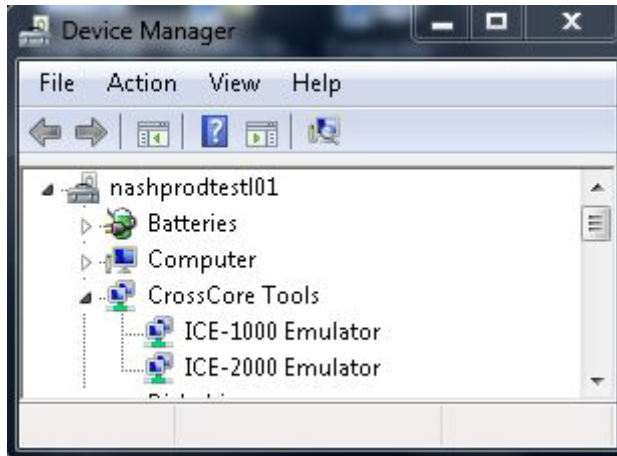 Device Manager
File Action View Help
nashprodtestl01
Batteries
Computer
CrossCore Tools
ICE-1000 Emulator
ICE-2000 Emulator